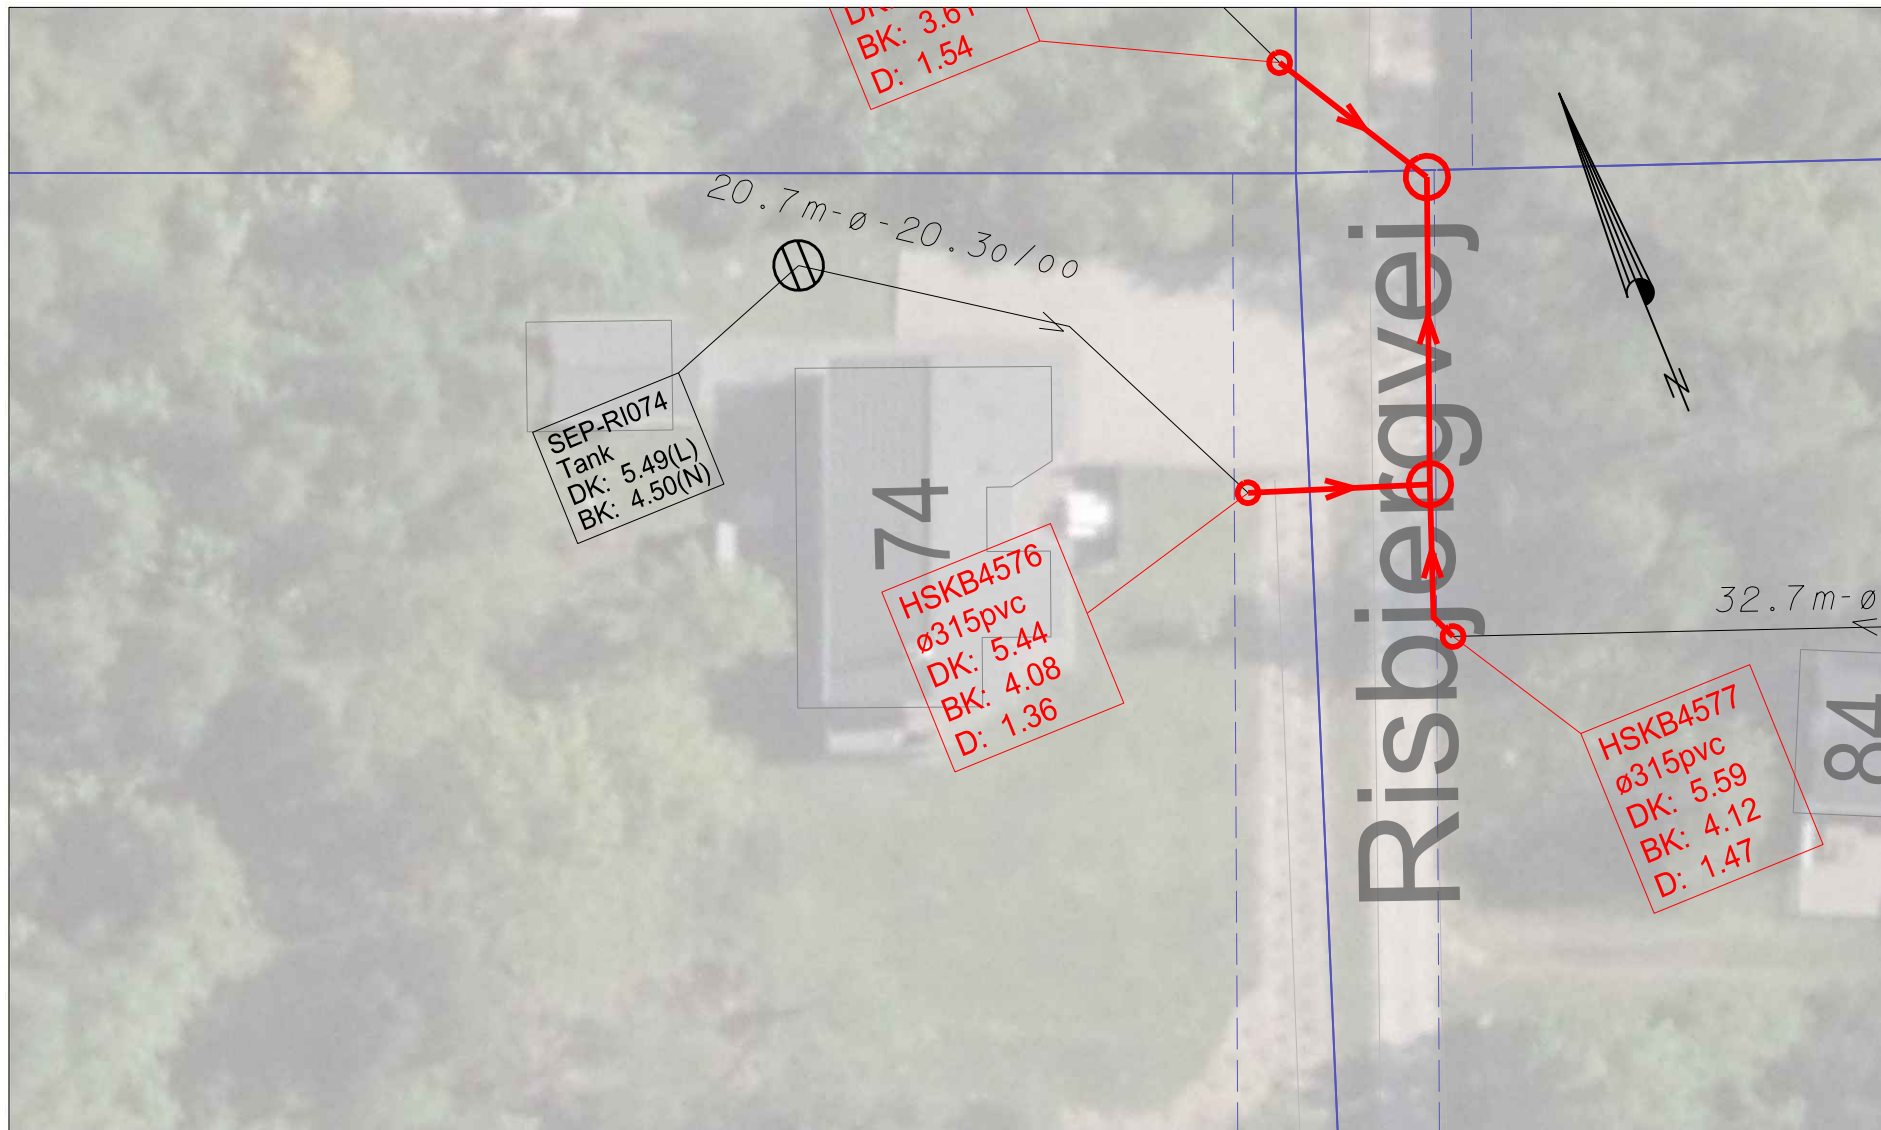 BK: 3.61
D: 1.54
20.7m-ø-20.3o/oo
SEP-RI074
Tank
DK: 5.49(L)
BK: 4.50(N)
74
HSKB4576
ø315pvc
DK: 5.44
BK: 4.08
D: 1.36
Risbjergvej
N
32.7m-ø
HSKB4577
ø315pvc
DK: 5.59
BK: 4.12
D: 1.47
84